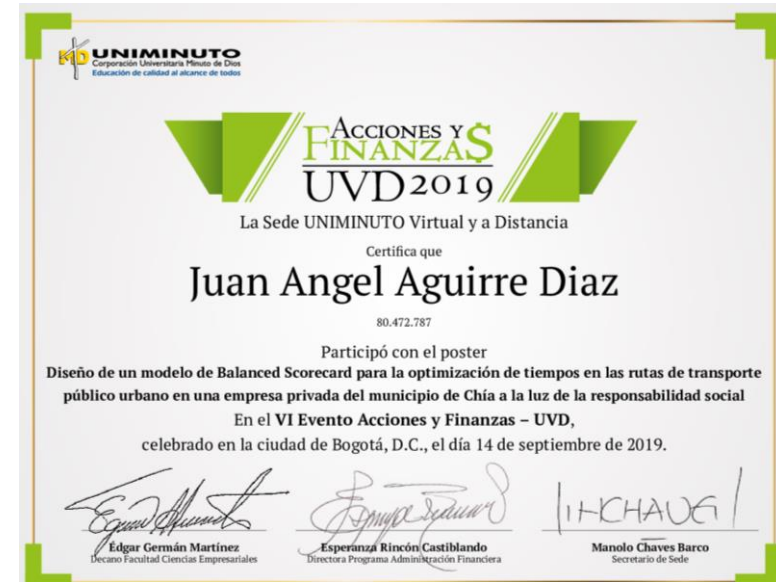 UNIMINUTO
Corporación Universitaria Minuto de Dios
Educación de calidad al alcance de todos
ACCIONES Y
FINANZA$
UVD 2019
La Sede UNIMINUTO Virtual y a Distancia
Certifica que
Juan Angel Aguirre Diaz
80.472.787
Participó con el poster
Diseño de un modelo de Balanced Scorecard para la optimización de tiempos en las rutas de transporte
público urbano en una empresa privada del municipio de Chía a la luz de la responsabilidad social
En el VI Evento Acciones y Finanzas – UVD,
celebrado en la ciudad de Bogotá, D.C., el día 14 de septiembre de 2019.
Édgar Germán Martínez
Decano Facultad Ciencias Empresariales
Esperanza Rincón Castiblando
Directora Programa Administración Financiera
Manolo Chaves Barco
Secretario de Sede